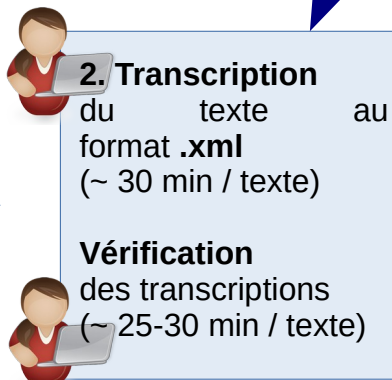 2. Transcription
du texte au
format .xml
(~ 30 min / texte)
Vérification
des transcriptions
(~ 25-30 min / texte)